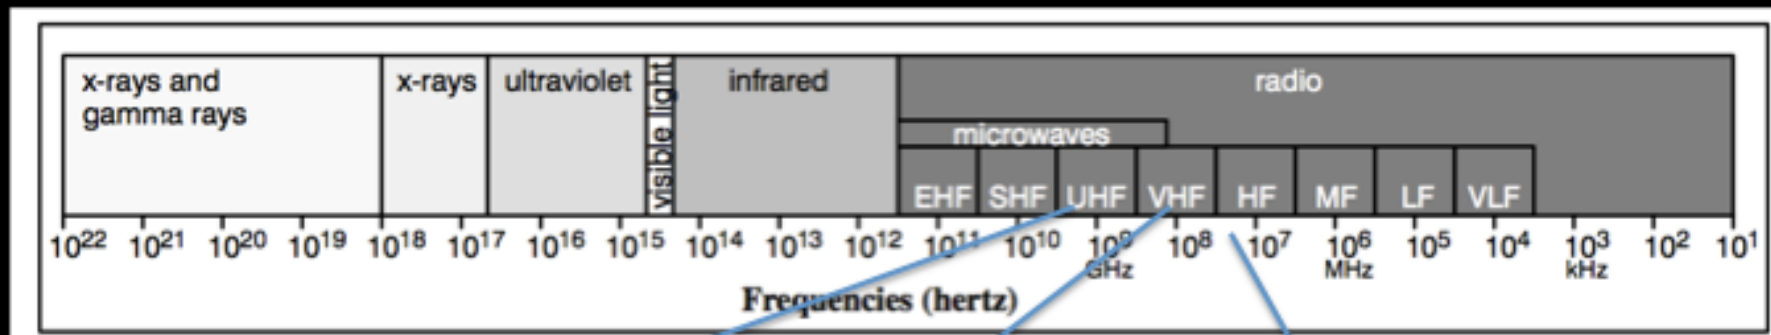 x-rays and
gamma rays
x-rays
ultraviolet
visible light
infrared
radio
microwaves
EHF SHF UHF VHF HF MF LF VLF
10²² 10²¹ 10²⁰ 10¹⁹ 10¹⁸ 10¹⁷ 10¹⁶ 10¹⁵ 10¹⁴ 10¹³ 10¹² 10¹¹ 10¹⁰ 10⁹ 10⁸ 10⁷ 10⁶ 10⁵ 10⁴ 10³ 10² 10¹
GHz MHz kHz
Frequencies (hertz)